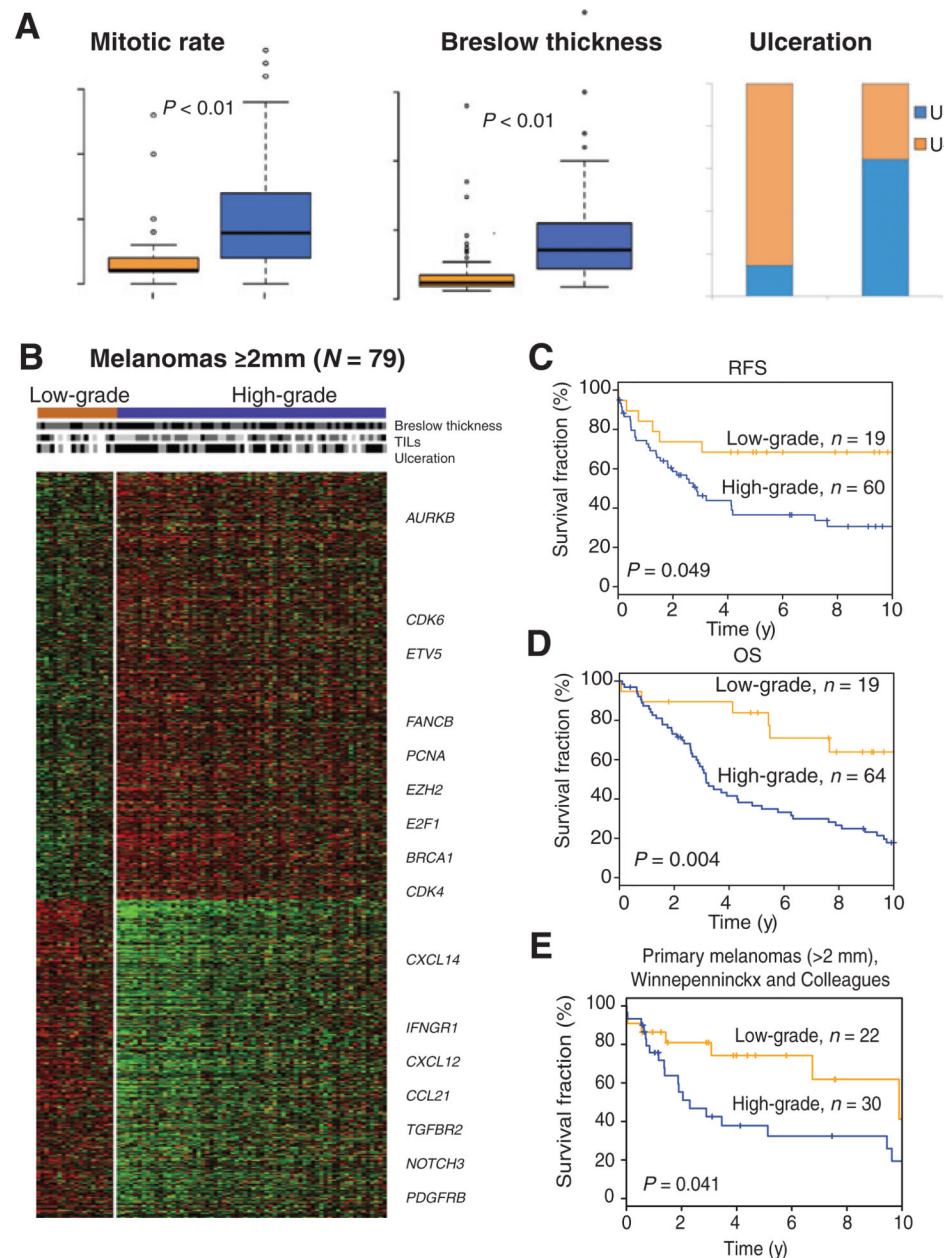 A
Mitotic rate
Breslow thickness
Ulceration
P < 0.01
P < 0.01
U
U
B
Melanomas ≥2mm (N = 79)
Low-grade
High-grade
Breslow thickness
TILs
Ulceration
AURKB
CDK6
ETV5
FANCB
PCNA
EZH2
E2F1
BRCA1
CDK4
CXCL14
IFNGR1
CXCL12
CCL21
TGFBR2
NOTCH3
PDGFRB
C
RFS
Survival fraction (%)
100
80
60
40
20
0
Low-grade, n = 19
High-grade, n = 60
P = 0.049
0 2 4 6 8 10
Time (y)
D
OS
Survival fraction (%)
100
80
60
40
20
0
Low-grade, n = 19
High-grade, n = 64
P = 0.004
0 2 4 6 8 10
Time (y)
E
Primary melanomas (>2 mm),
Winnepenninckx and Colleagues
Survival fraction (%)
100
80
60
40
20
0
Low-grade, n = 22
High-grade, n = 30
P = 0.041
0 2 4 6 8 10
Time (y)